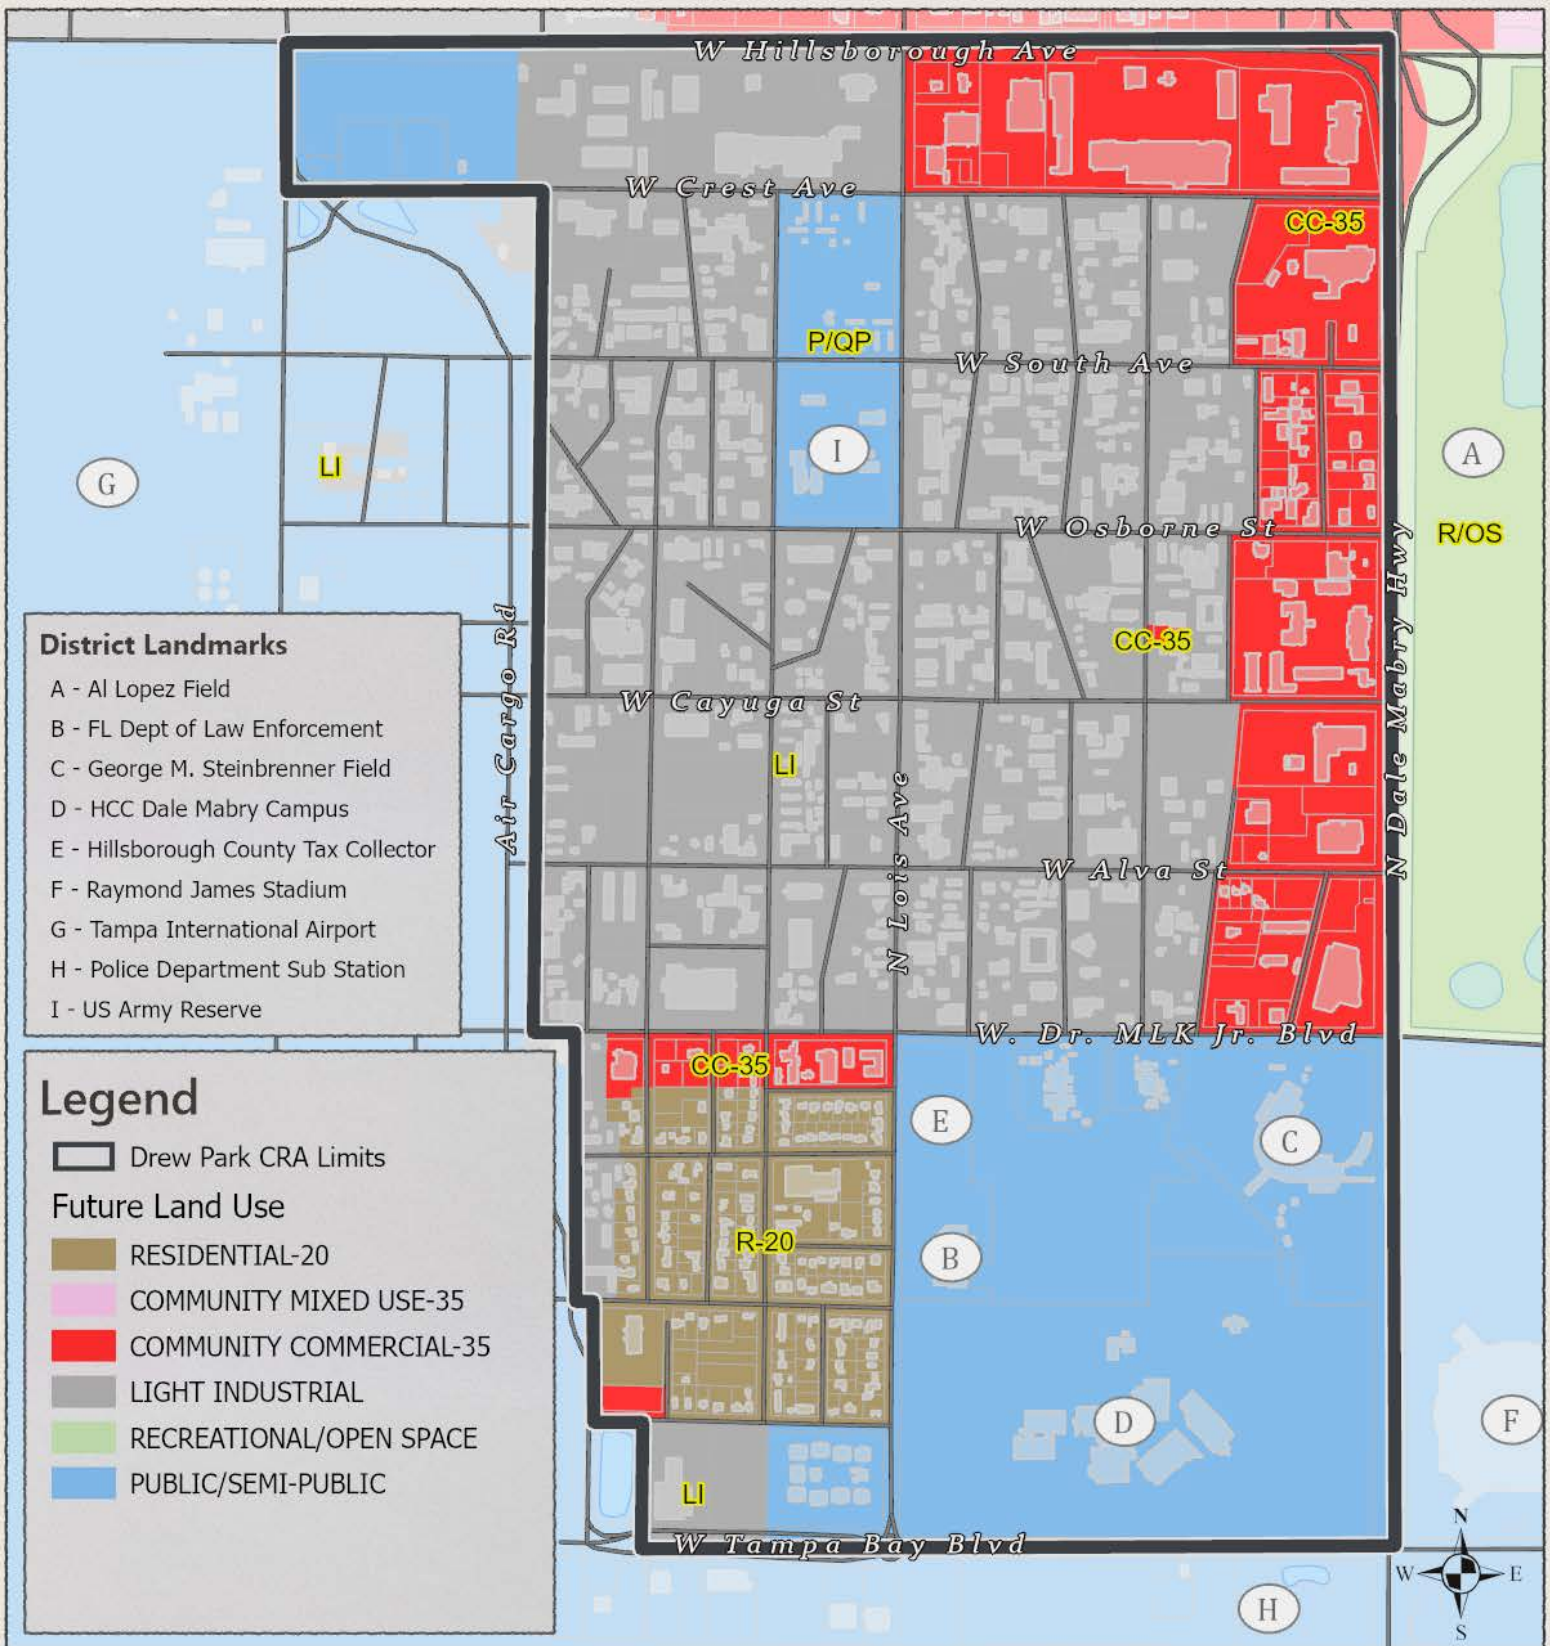 W Hillsborough Ave
W Crest Ave
CC-35
P/QP
W South Ave
I
A
LI
G
W Osborne St
R/OS
N Dale Mabry Hwy
Air Cargo Rd
CC-35
W Cayuga St
LI
N Lois Ave
W Alva St
District Landmarks
A - Al Lopez Field
B - FL Dept of Law Enforcement
C - George M. Steinbrenner Field
D - HCC Dale Mabry Campus
E - Hillsborough County Tax Collector
F - Raymond James Stadium
G - Tampa International Airport
H - Police Department Sub Station
I - US Army Reserve
W. Dr. MLK Jr. Blvd
CC-35
E
C
R-20
B
D
F
LI
W Tampa Bay Blvd
H
Legend
Drew Park CRA Limits
Future Land Use
RESIDENTIAL-20
COMMUNITY MIXED USE-35
COMMUNITY COMMERCIAL-35
LIGHT INDUSTRIAL
RECREATIONAL/OPEN SPACE
PUBLIC/SEMI-PUBLIC
N
W E
S